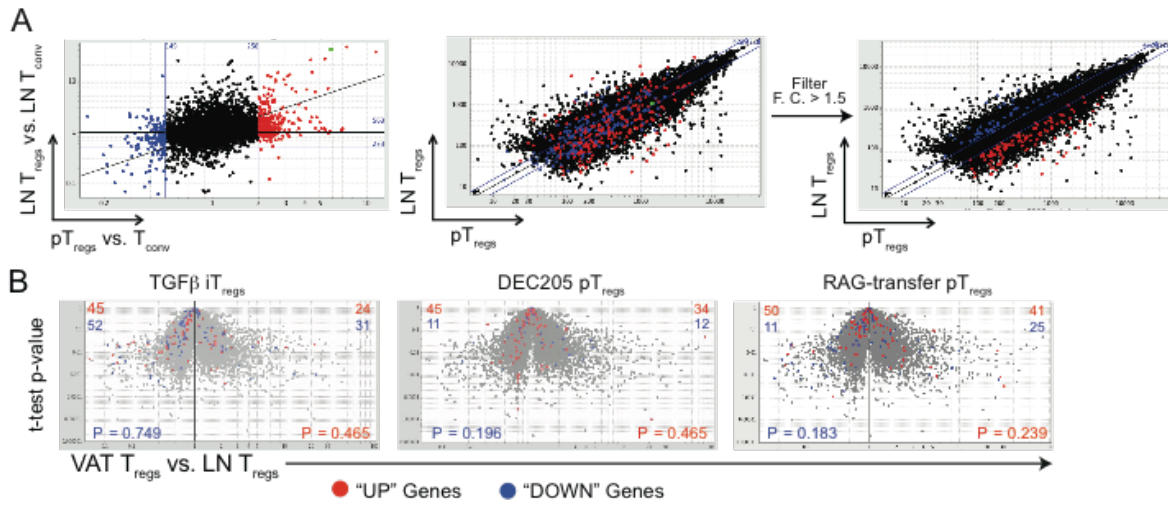 A
LN Tregs vs. LN Tconv
pTregs vs. Tconv
LN Tregs
pTregs
Filter
F. C. > 1.5
LN Tregs
pTregs
B
TGFβ iTregs
DEC205 pTregs
RAG-transfer pTregs
t-test p-value
45
52
24
31
P = 0.749
P = 0.465
45
11
34
12
P = 0.196
P = 0.465
50
11
41
25
P = 0.183
P = 0.239
VAT Tregs vs. LN Tregs
"UP" Genes
"DOWN" Genes